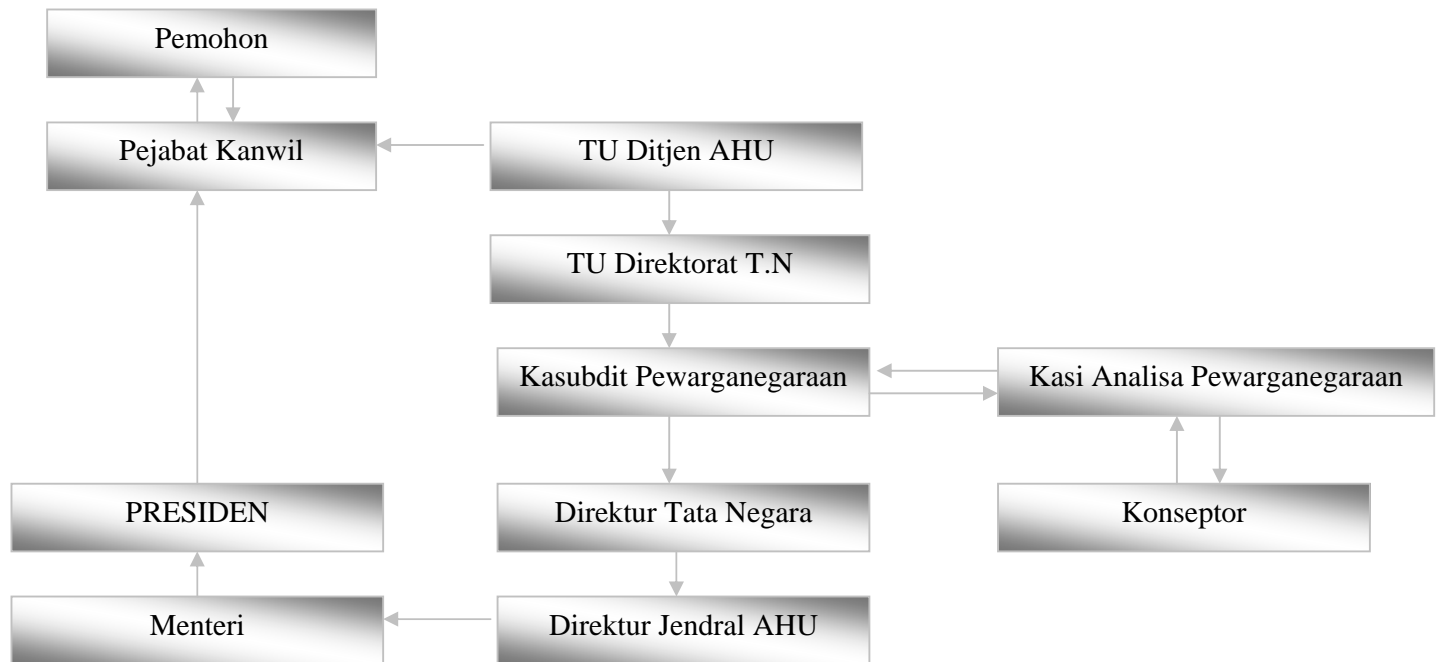 Pemohon
Pejabat Kanwil
TU Ditjen AHU
TU Direktorat T.N
Kasubdit Pewarganegaraan
Kasi Analisa Pewarganegaraan
PRESIDEN
Direktur Tata Negara
Konseptor
Menteri
Direktur Jendral AHU